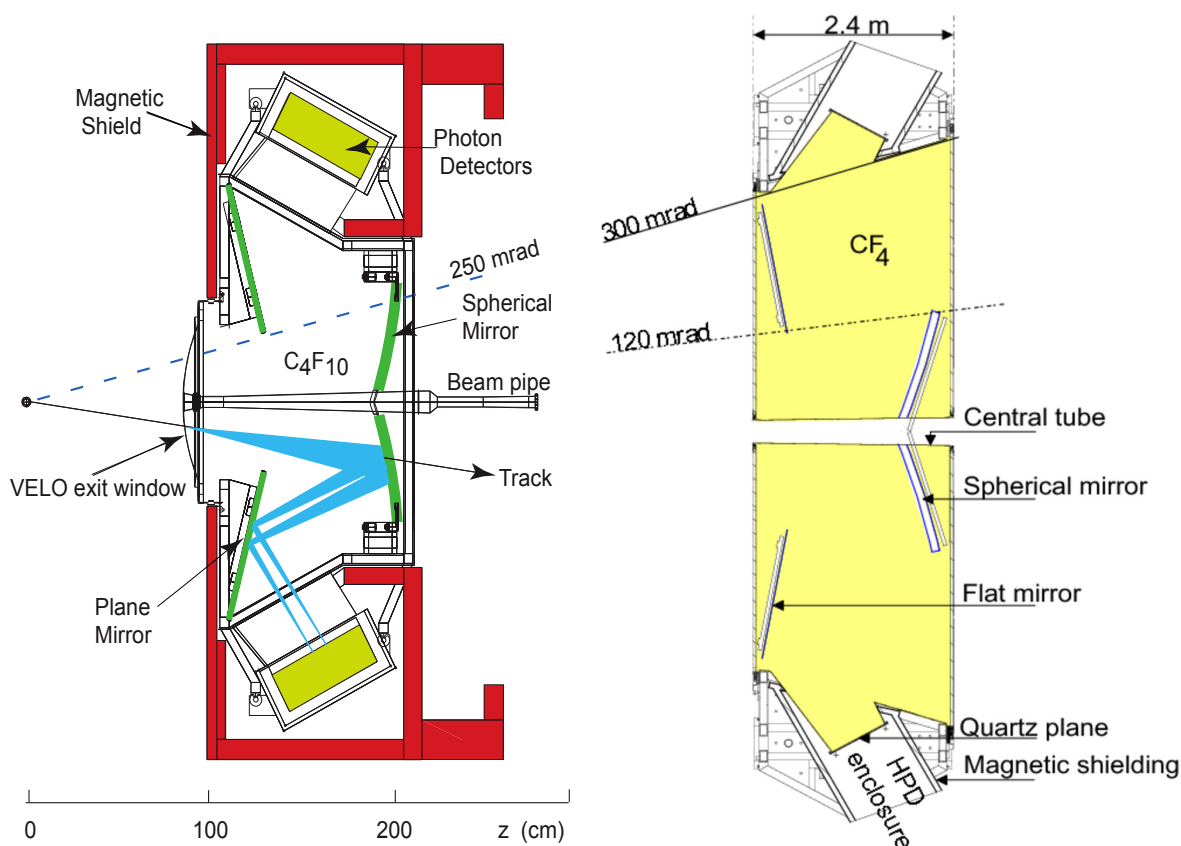 Magnetic
Shield
Photon
Detectors
250 mrad
Spherical
Mirror
C4F10
Beam pipe
VELO exit window
Track
Plane
Mirror
0
100
200
z (cm)
2.4 m
300 mrad
CF4
120 mrad
Central tube
Spherical mirror
Flat mirror
Quartz plane
Magnetic shielding
HPD
enclosure